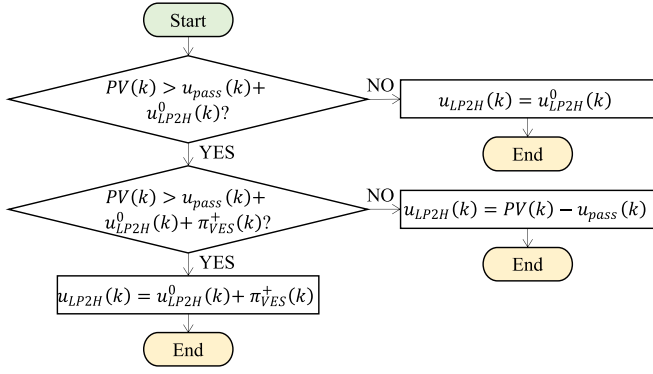 Start
PV(k) > u_pass(k)+
u^0_LP2H(k)?
NO
u_LP2H(k) = u^0_LP2H(k)
End
YES
PV(k) > u_pass(k)+
u^0_LP2H(k)+ π^+_VES(k)?
NO
u_LP2H(k) = PV(k) − u_pass(k)
End
YES
u_LP2H(k) = u^0_LP2H(k)+ π^+_VES(k)
End